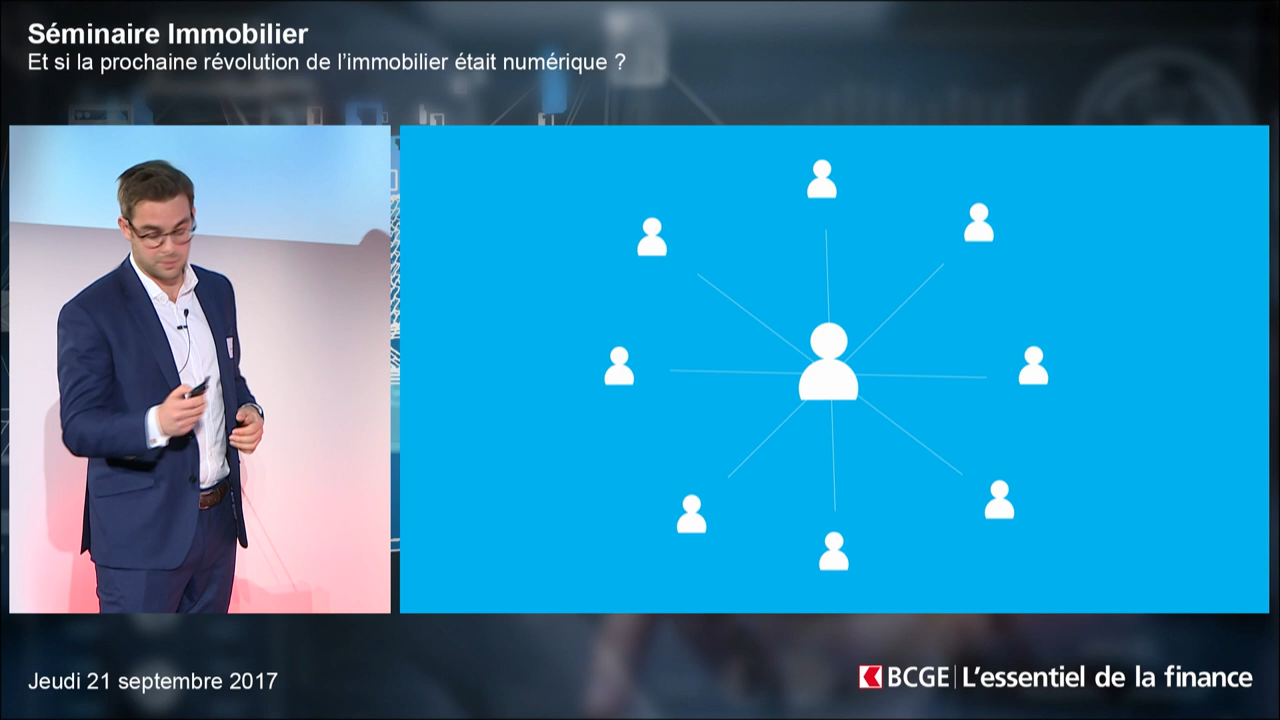 Séminaire Immobilier
Et si la prochaine révolution de l'immobilier était numérique ?
Jeudi 21 septembre 2017
BCGE | L'essentiel de la finance